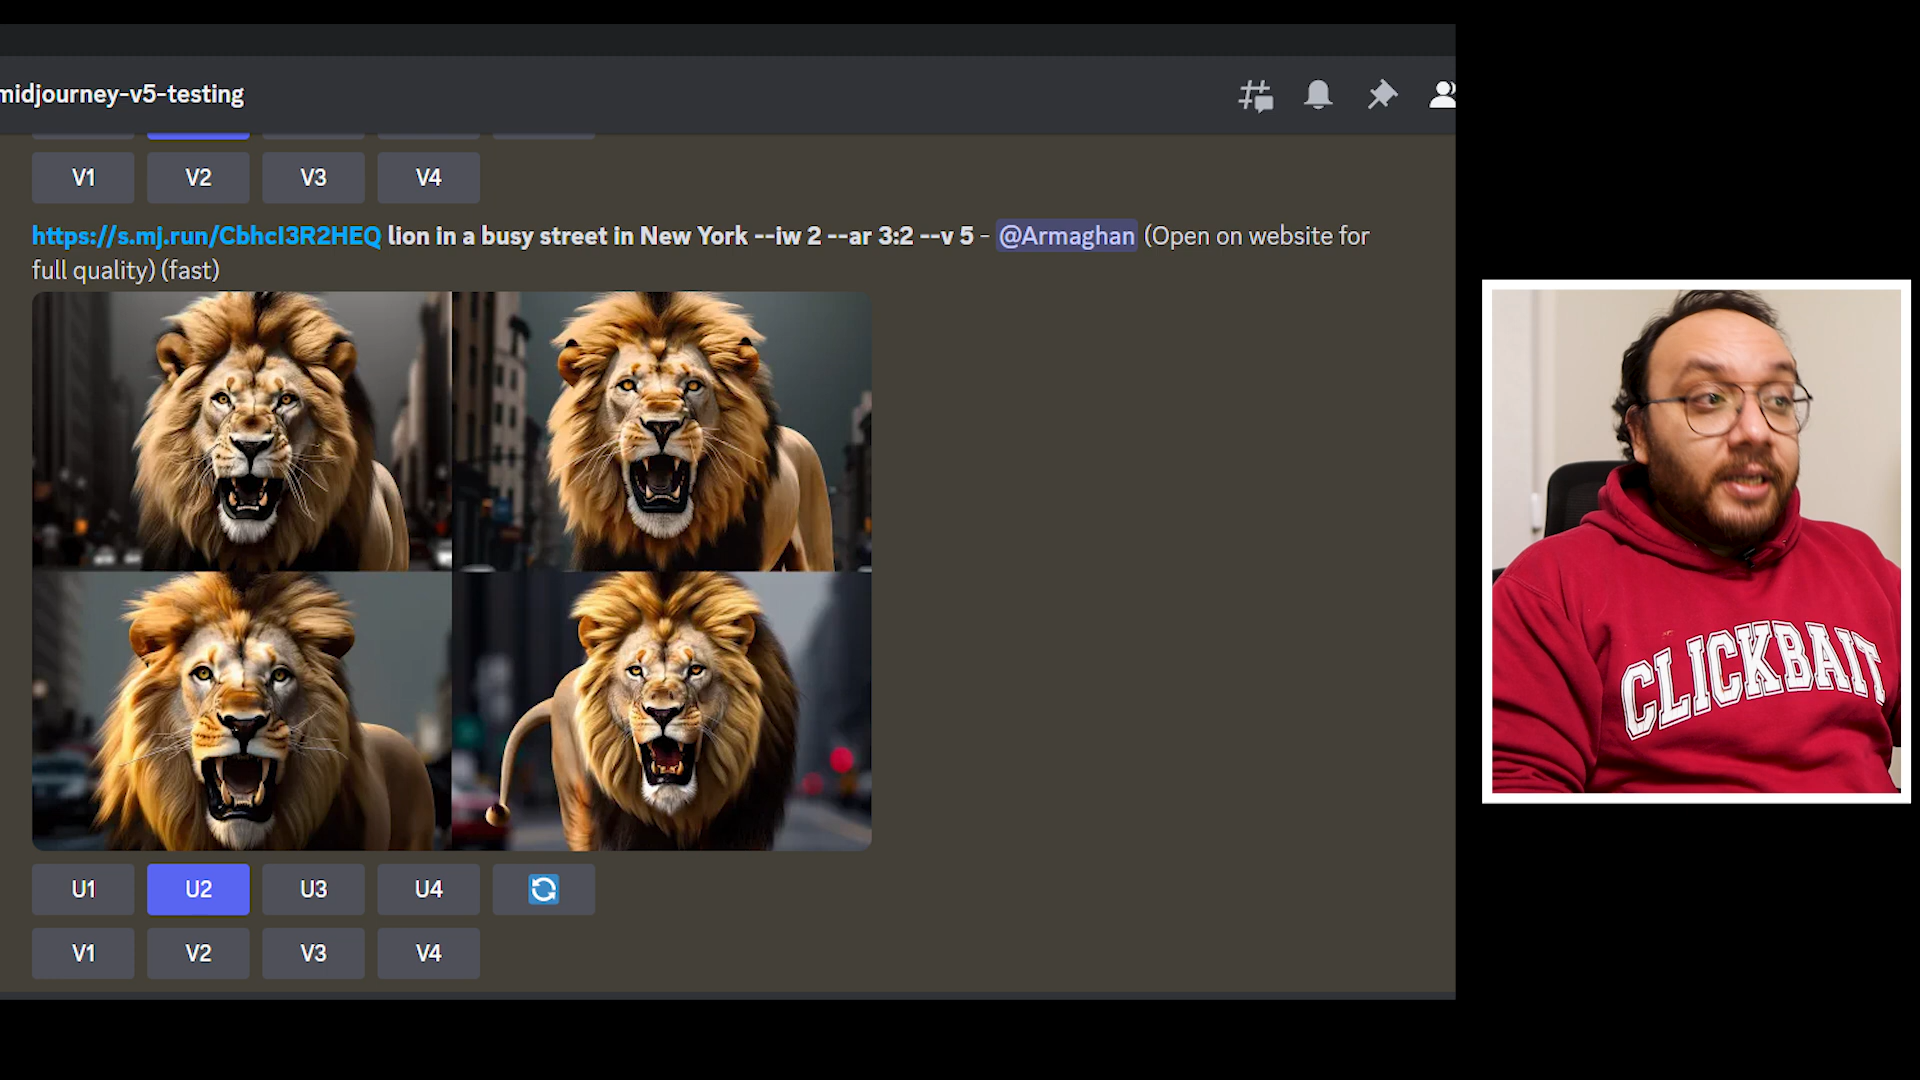 midjourney-v5-testing
V1 V2 V3 V4
https://s.mj.run/CbhcI3R2HEQ lion in a busy street in New York --iw 2 --ar 3:2 --v 5 - @Armaghan (Open on website for
full quality) (fast)
CLICKBAIT
U1 U2 U3 U4
V1 V2 V3 V4